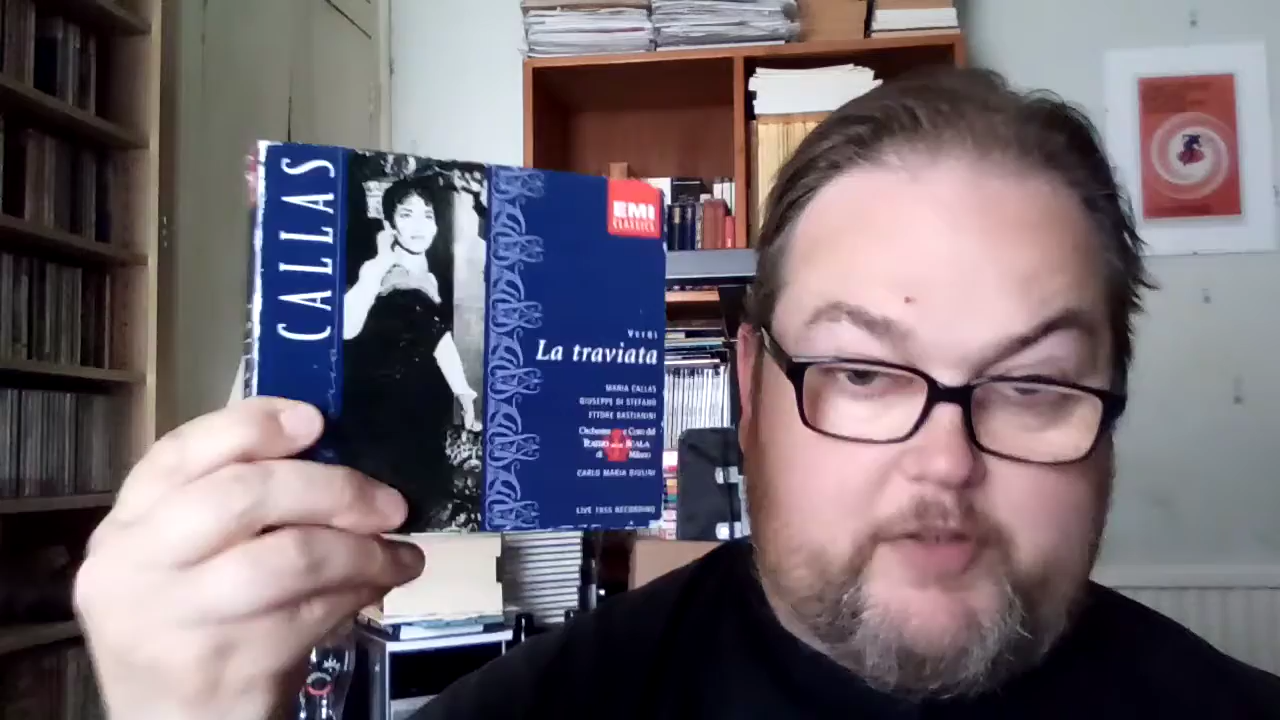 CALLAS
EMI
CLASSICS
Verdi
La traviata
MARIA CALLAS
GIUSEPPE DI STEFANO
ETTORE BASTIANINI
Orchestra e Coro del
TEATRO ALLA SCALA
di Milano
CARLO MARIA GIULINI
LIVE 1955 RECORDING